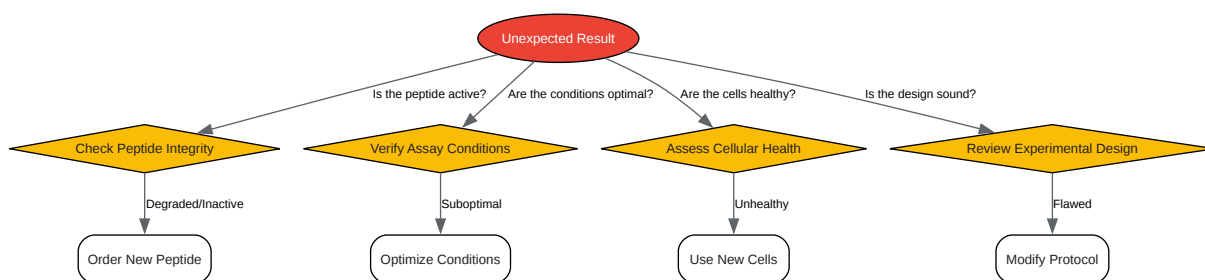 Unexpected Result
Is the peptide active?
Are the conditions optimal?
Are the cells healthy?
Is the design sound?
Check Peptide Integrity
Verify Assay Conditions
Assess Cellular Health
Review Experimental Design
Degraded/Inactive
Suboptimal
Unhealthy
Flawed
Order New Peptide
Optimize Conditions
Use New Cells
Modify Protocol